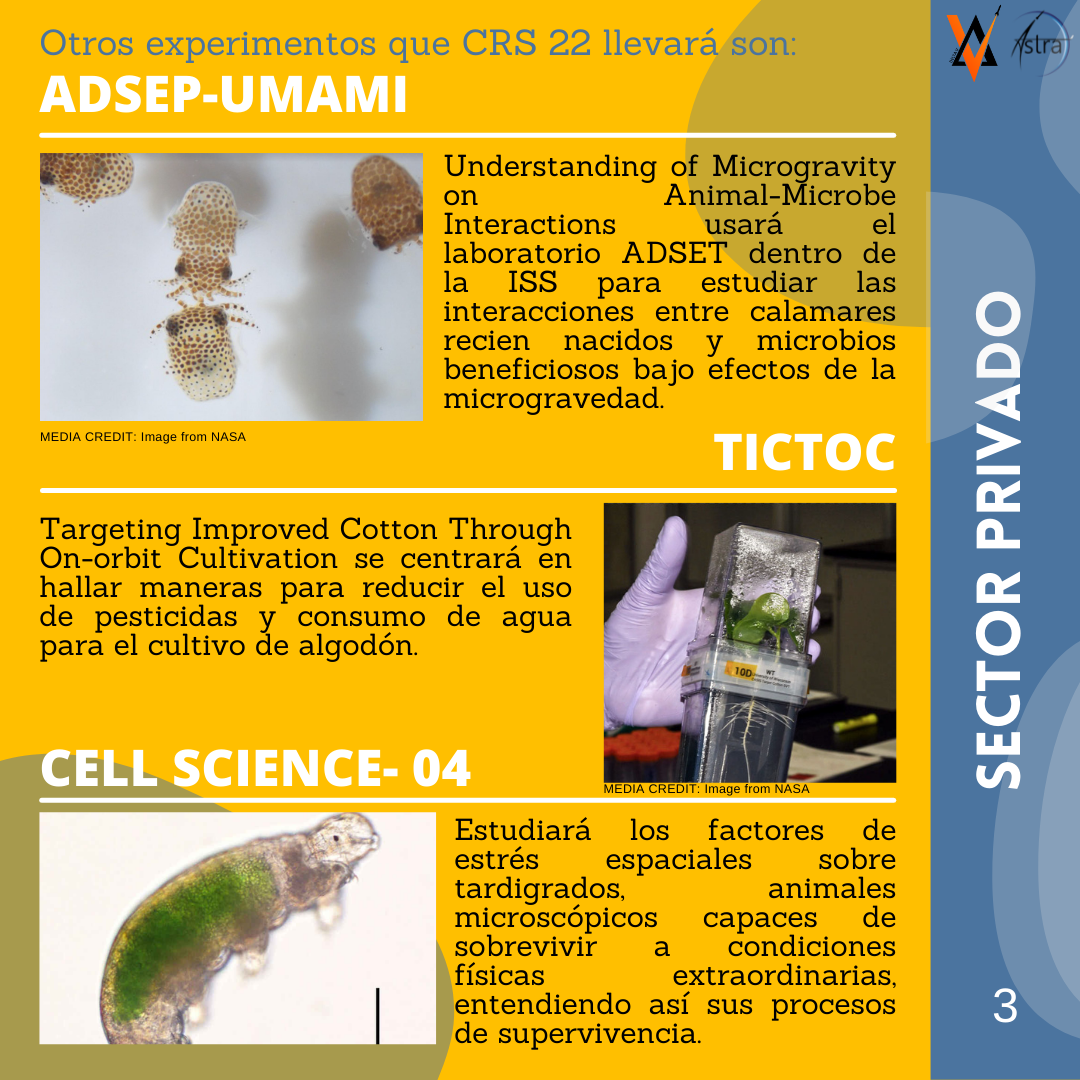 Otros experimentos que CRS 22 llevará son:
ADSEP-UMAMI
Understanding of Microgravity
on Animal-Microbe
Interactions usará el
laboratorio ADSET dentro de
la ISS para estudiar las
interacciones entre calamares
recien nacidos y microbios
beneficiosos bajo efectos de la
microgravedad.
MEDIA CREDIT: Image from NASA
TICTOC
Targeting Improved Cotton Through
On-orbit Cultivation se centrará en
hallar maneras para reducir el uso
de pesticidas y consumo de agua
para el cultivo de algodón.
10D
WT
MEDIA CREDIT: Image from NASA
CELL SCIENCE- 04
Estudiará los factores de
estrés espaciales sobre
tardigrados, animales
microscópicos capaces de
sobrevivir a condiciones
físicas extraordinarias,
entendiendo así sus procesos
de supervivencia.
Astra
SECTOR PRIVADO
3